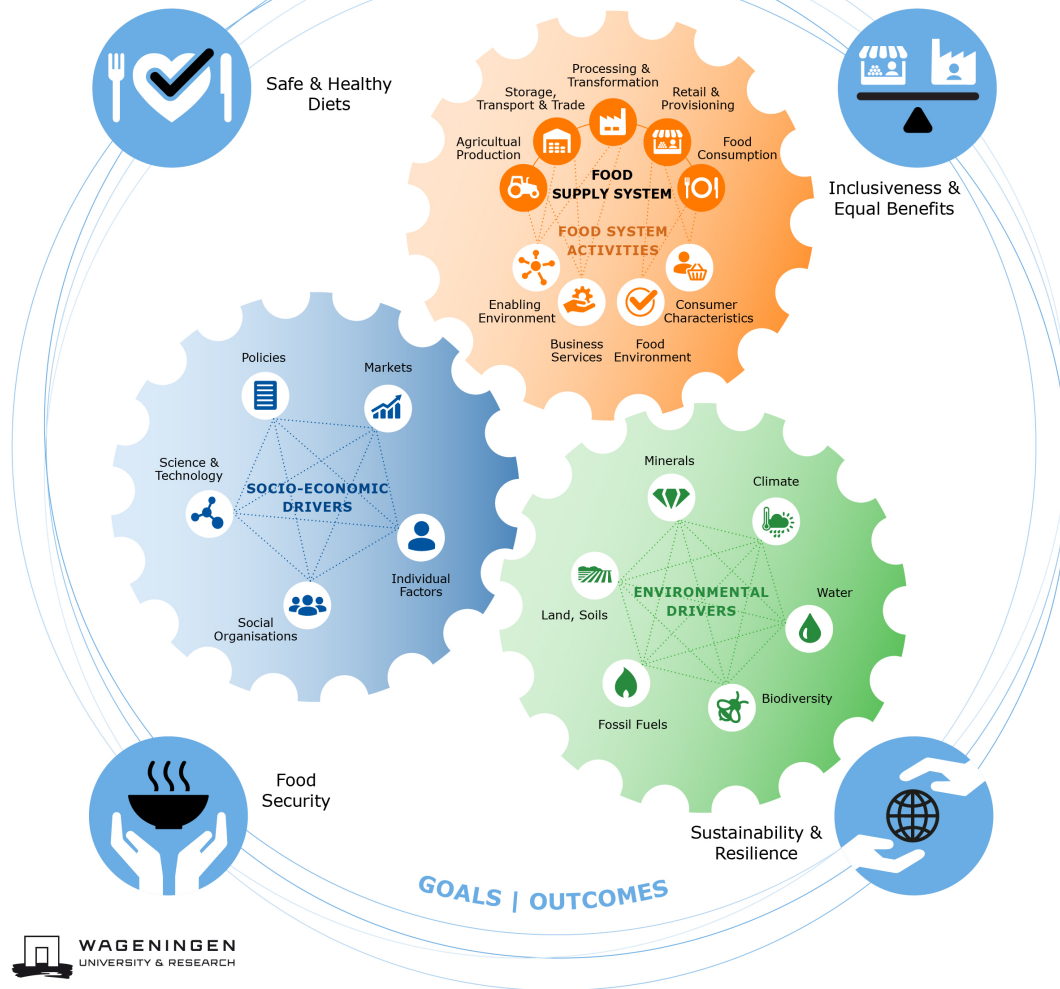 Safe & Healthy
Diets
Processing &
Transformation
Storage,
Transport & Trade
Retail &
Provisioning
Agricultual
Production
Food
Consumption
FOOD
SUPPLY SYSTEM
FOOD SYSTEM
ACTIVITIES
Enabling
Environment
Business
Services
Food
Environment
Consumer
Characteristics
Inclusiveness &
Equal Benefits
Policies
Markets
Science &
Technology
SOCIO-ECONOMIC
DRIVERS
Individual
Factors
Social
Organisations
Minerals
Climate
Land, Soils
ENVIRONMENTAL
DRIVERS
Water
Fossil Fuels
Biodiversity
Food
Security
Sustainability &
Resilience
GOALS | OUTCOMES
WAGENINGEN
UNIVERSITY & RESEARCH